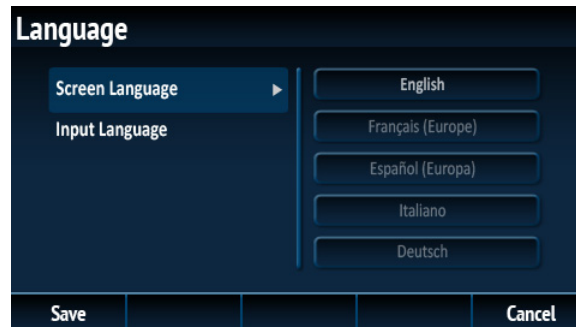 Language
Screen Language
Input Language
English
Français (Europe)
Español (Europa)
Italiano
Deutsch
Save
Cancel